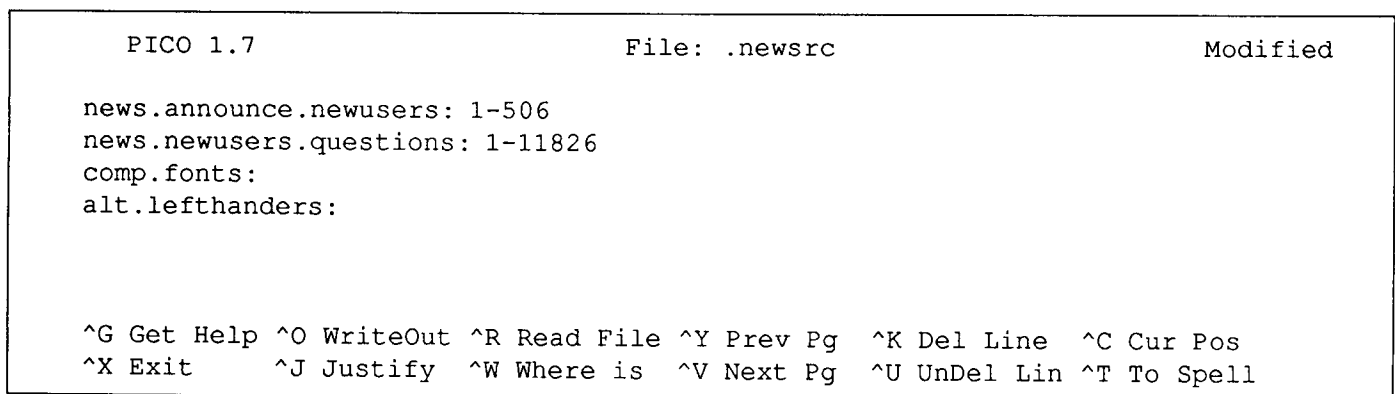 PICO 1.7 File: .newsrc Modified
news.announce.newusers: 1-506
news.newusers.questions: 1-11826
comp.fonts:
alt.lefthanders:
^G Get Help ^O WriteOut ^R Read File ^Y Prev Pg ^K Del Line ^C Cur Pos
^X Exit ^J Justify ^W Where is ^V Next Pg ^U UnDel Lin ^T To Spell